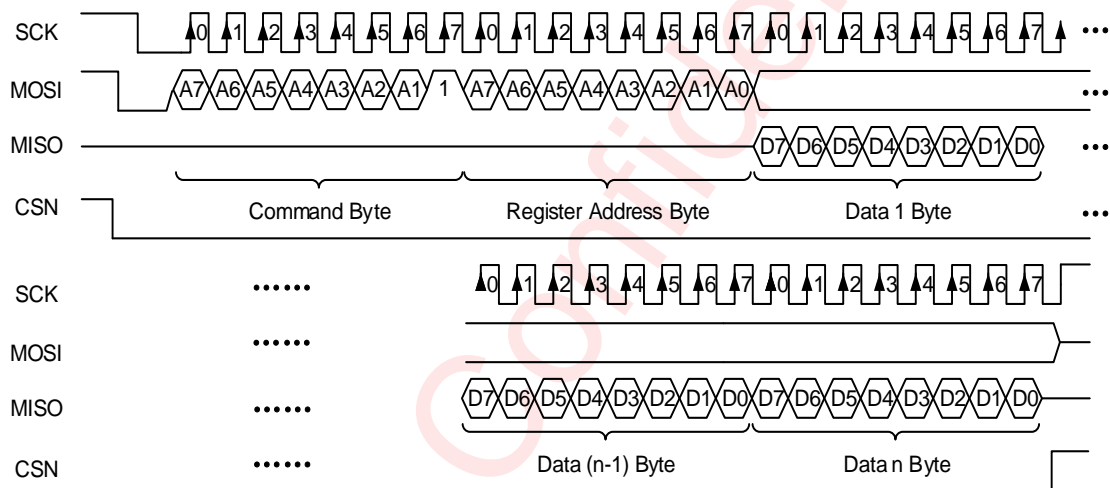 SCK 0 1 2 3 4 5 6 7 0 1 2 3 4 5 6 7 0 1 2 3 4 5 6 7 •••
MOSI A7 A6 A5 A4 A3 A2 A1 1 A7 A6 A5 A4 A3 A2 A1 A0 •••
MISO D7 D6 D5 D4 D3 D2 D1 D0 •••
CSN Command Byte Register Address Byte Data 1 Byte •••
SCK •••••• 0 1 2 3 4 5 6 7 0 1 2 3 4 5 6 7
MOSI ••••••
MISO •••••• D7 D6 D5 D4 D3 D2 D1 D0 D7 D6 D5 D4 D3 D2 D1 D0
CSN •••••• Data (n-1) Byte Data n Byte